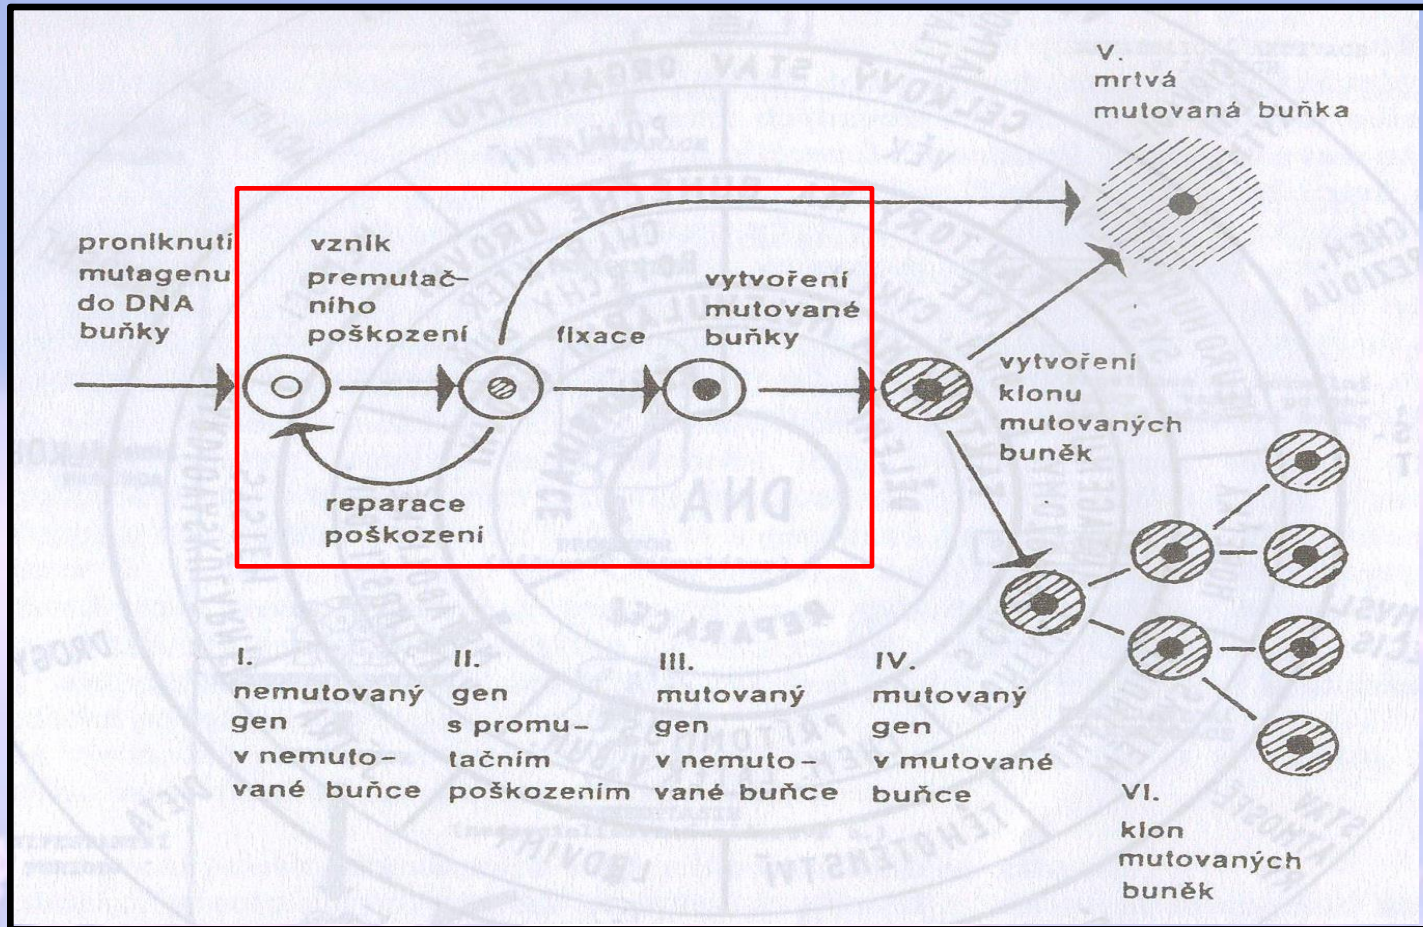 V.
mrtvá
mutovaná buňka
proniknutí
mutagenu
do DNA
buňky
vznik
premutač–
ního
poškození
fixace
vytvoření
mutované
buňky
vytvoření
klonu
mutovaných
buněk
reparace
poškození
I.
nemutovaný
gen
v nemuto–
vané buňce
II.
gen
s promu–
tačním
poškozením
III.
mutovaný
gen
v nemuto–
vané buňce
IV.
mutovaný
gen
v mutované
buňce
VI.
klon
mutovaných
buněk